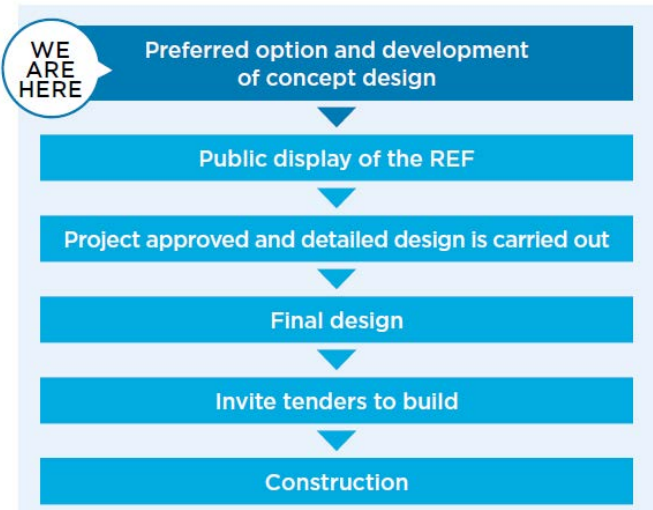 WE
ARE
HERE
Preferred option and development
of concept design
Public display of the REF
Project approved and detailed design is carried out
Final design
Invite tenders to build
Construction